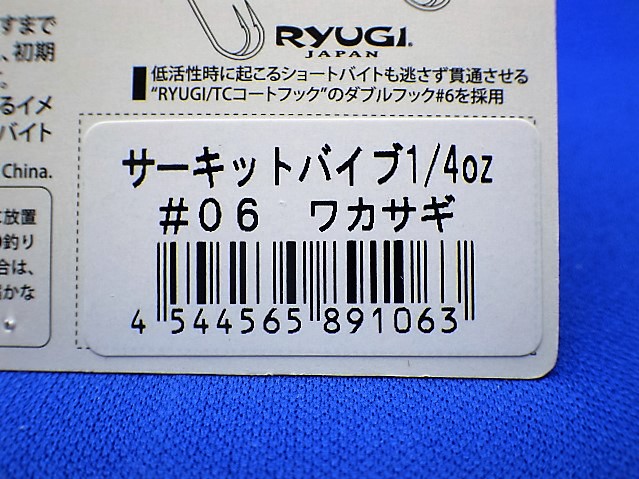 すまで
、初期
るイメ
バイト
China.
放置
釣り
合は、
かな
RYUGI
JAPAN
低活性時に起こるショートバイトも逃さず貫通させる
"RYUGI/TCコートフック"のダブルフック#6を採用
サーキットバイブ1/4oz
#06 ワカサギ
4 544565 891063